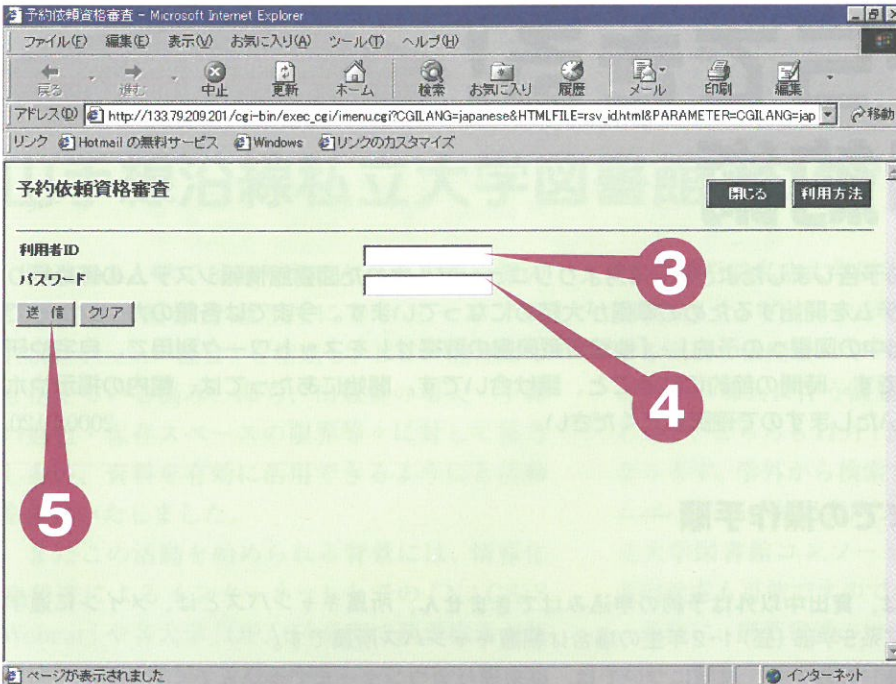 予約依頼資格審査 - Microsoft Internet Explorer
ファイル(F) 編集(E) 表示(V) お気に入り(A) ツール(T) ヘルプ(H)
戻る 進む 中止 更新 ホーム 検索 お気に入り 履歴 メール 印刷 編集
アドレス(D) http://133.79.209.201/cgi-bin/exec_cgi/imenu.cgi?CGILANG=japanese&HTMLFILE=rsv_id.html&PARAMETER=CGILANG=jap 移動
リンク Hotmail の無料サービス Windows リンクのカスタマイズ
予約依頼資格審査
閉じる 利用方法
利用者ID
3
パスワード
4
送信 クリア
5
ページが表示されました インターネット